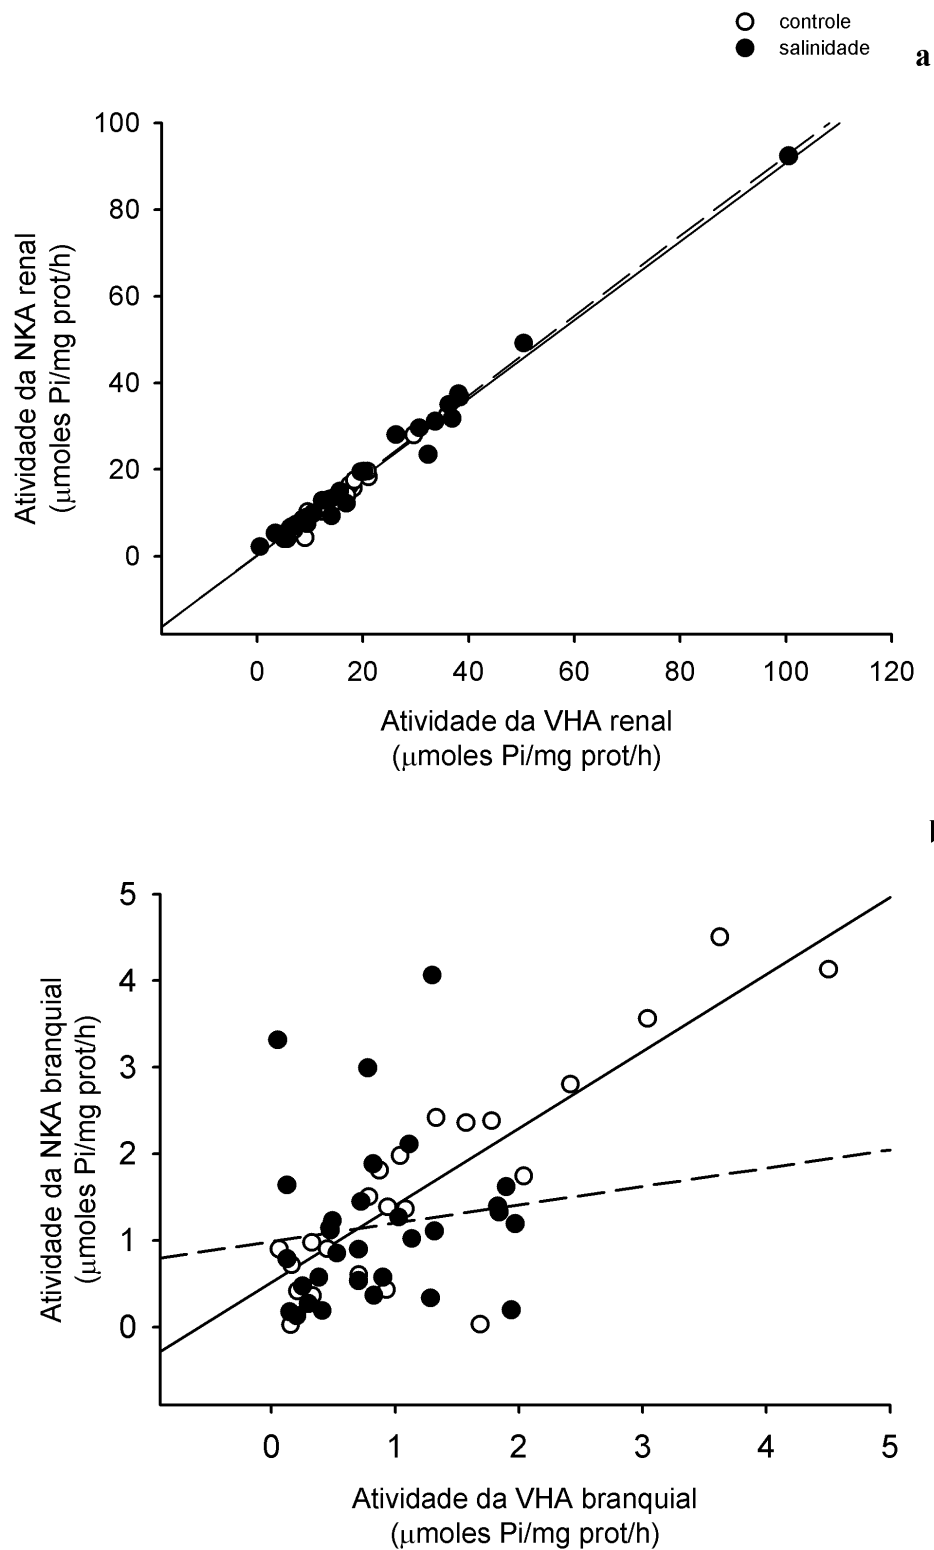 controle
salinidade
a
100
80
60
40
20
0
Atividade da NKA renal
(μmoles Pi/mg prot/h)
0 20 40 60 80 100 120
Atividade da VHA renal
(μmoles Pi/mg prot/h)
5
4
3
2
1
0
Atividade da NKA branquial
(μmoles Pi/mg prot/h)
0 1 2 3 4 5
Atividade da VHA branquial
(μmoles Pi/mg prot/h)